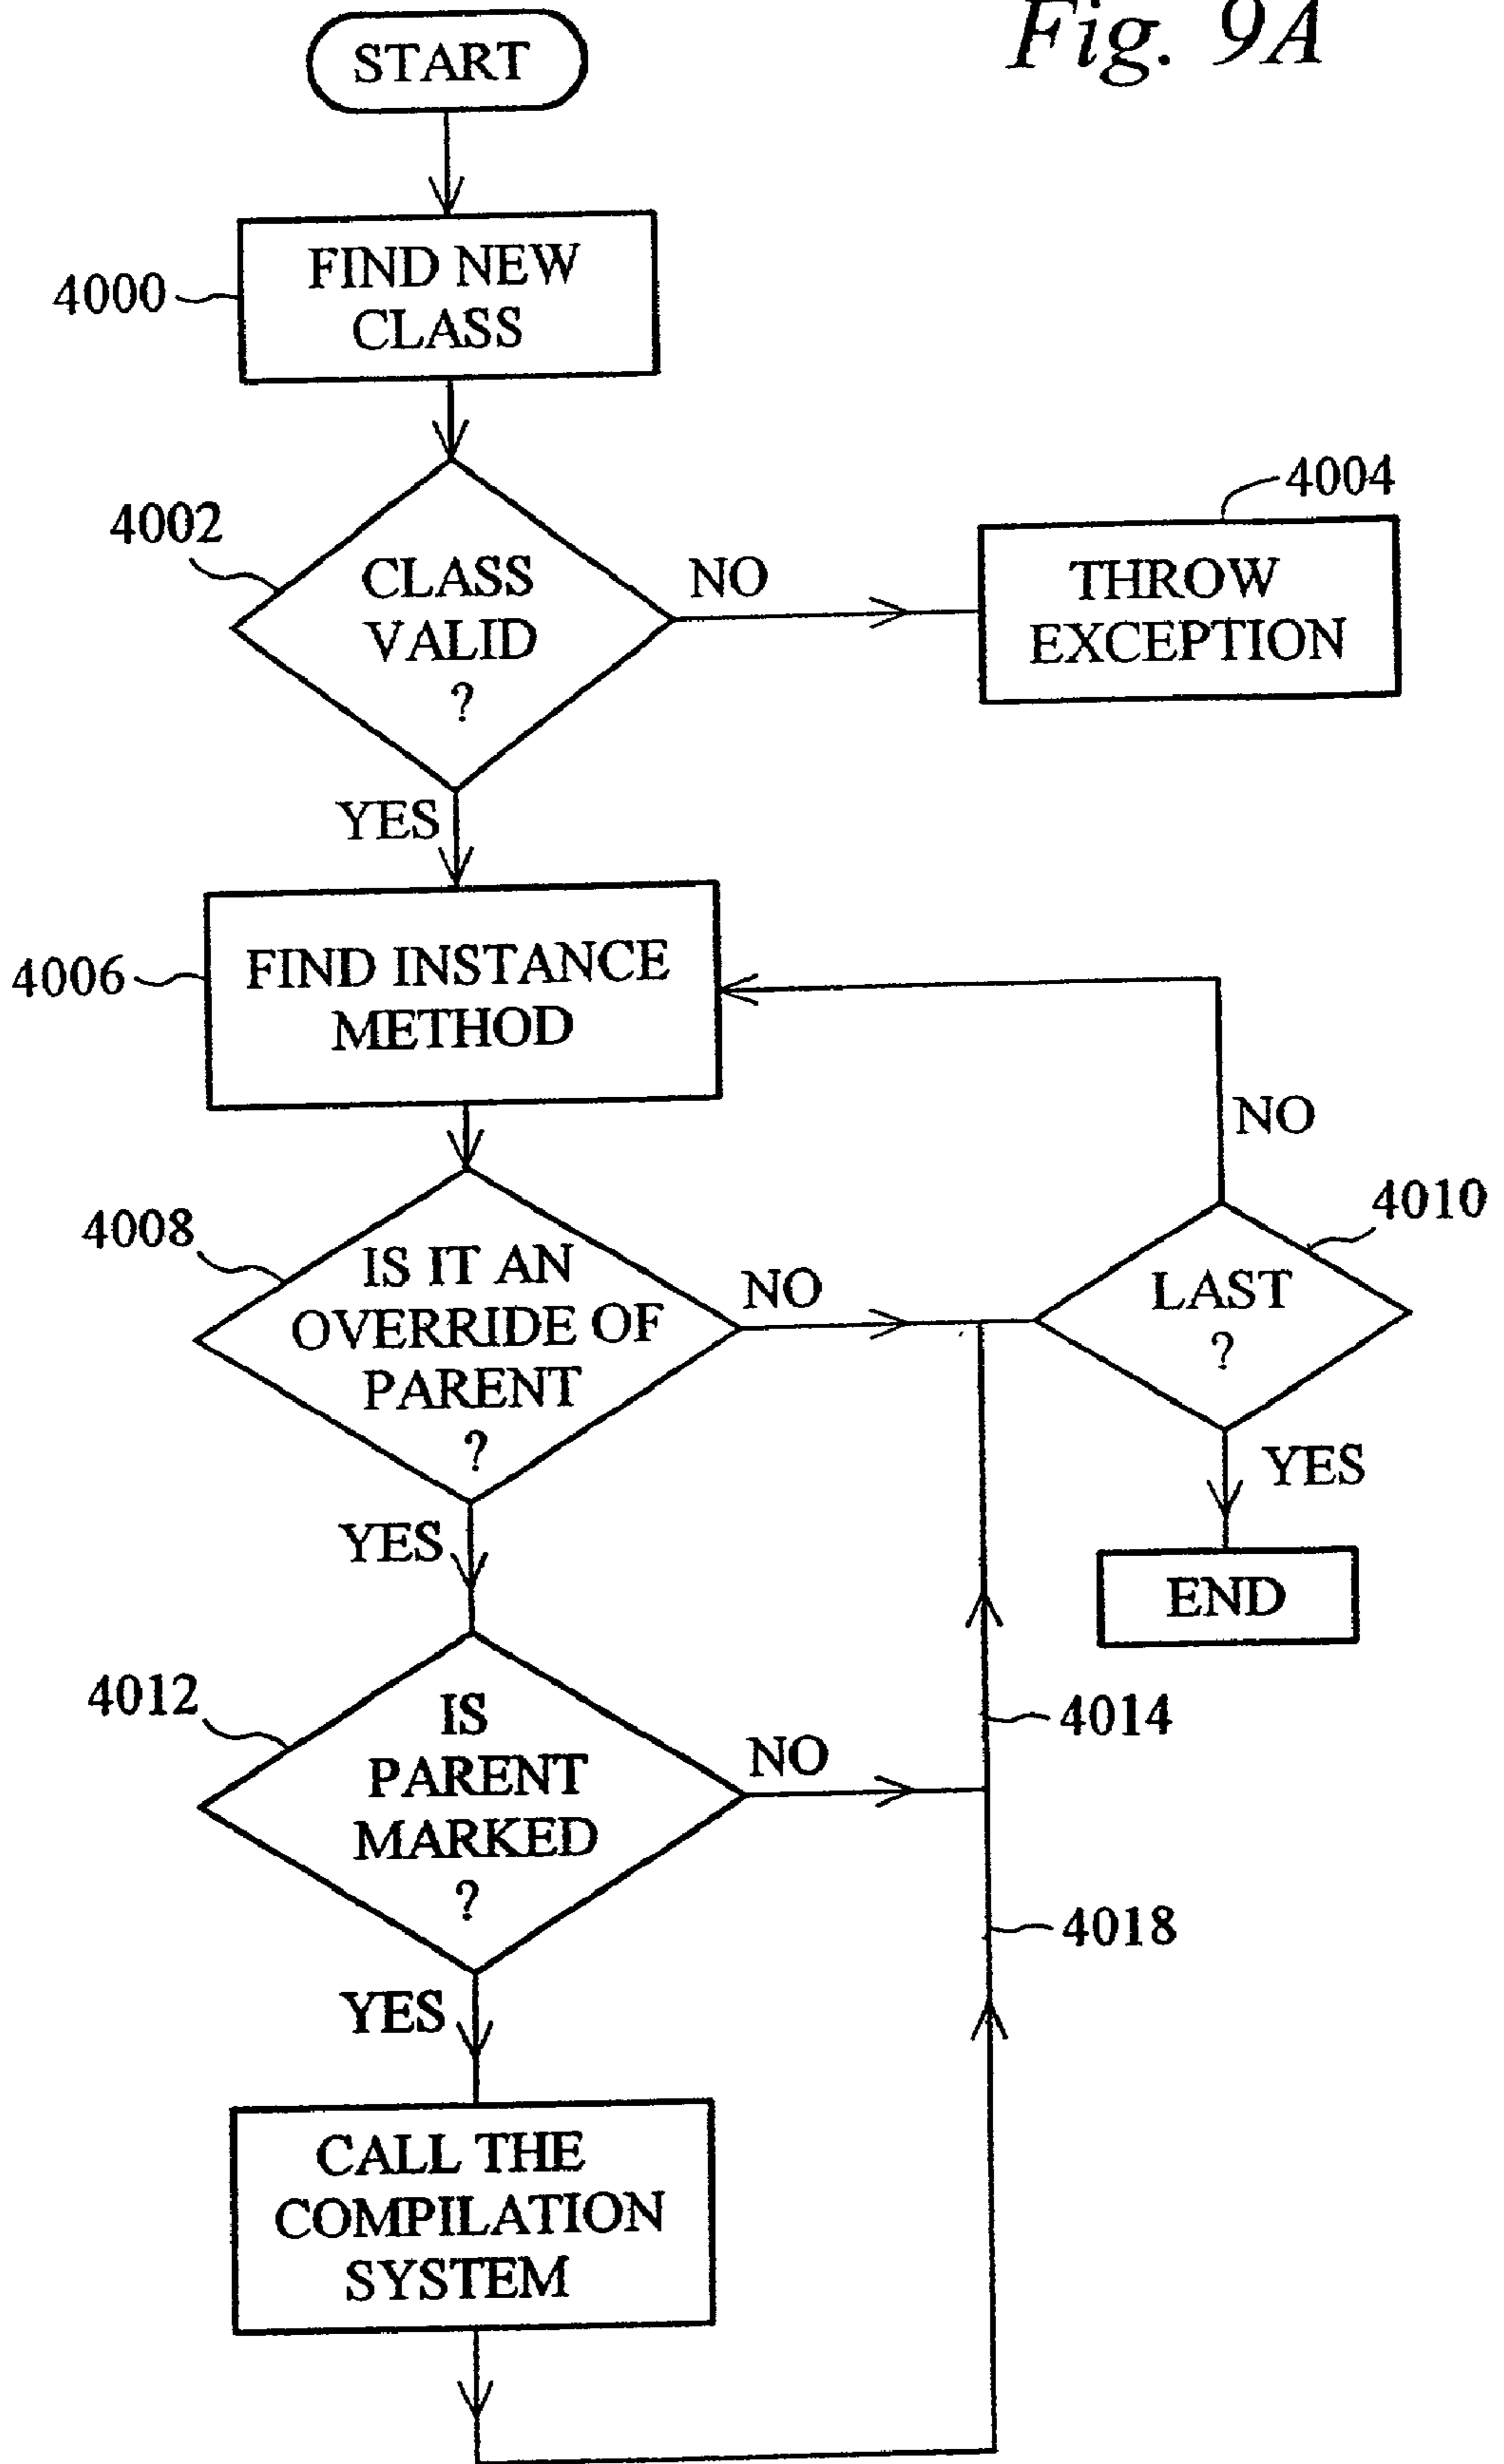 Fig. 9A
START
4000
FIND NEW
CLASS
4002
CLASS
VALID
?
NO
4004
THROW
EXCEPTION
YES
4006
FIND INSTANCE
METHOD
NO
4008
IS IT AN
OVERRIDE OF
PARENT
?
NO
4010
LAST
?
YES
YES
END
4012
IS
PARENT
MARKED
?
NO
4014
4018
YES
CALL THE
COMPILATION
SYSTEM